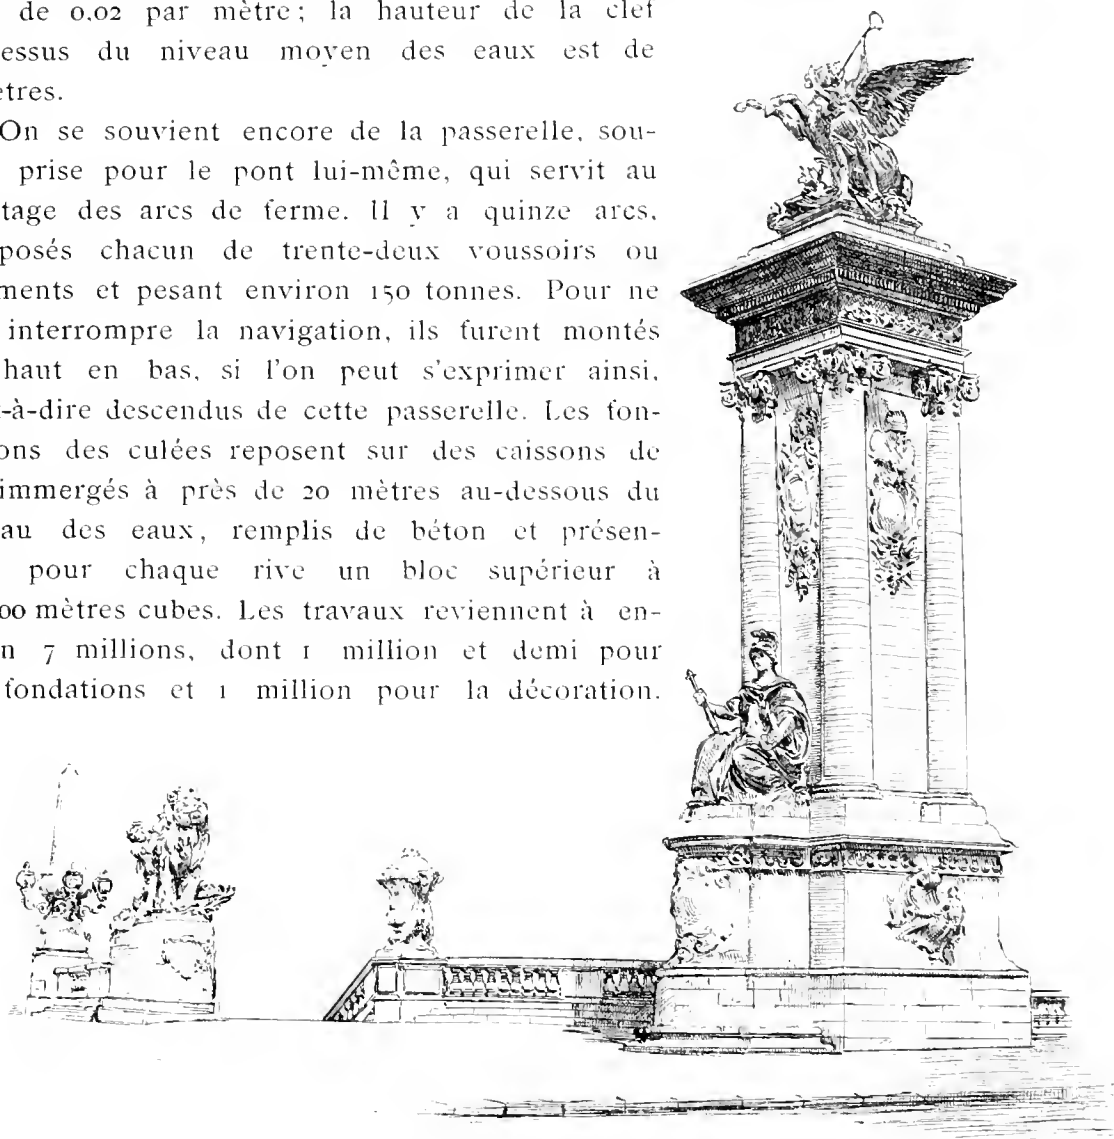 de 0.02 par mètre; la hauteur de la clef
essus du niveau moyen des eaux est de
ètres.
On se souvient encore de la passerelle, sou-
prise pour le pont lui-même, qui servit au
tage des arcs de ferme. Il y a quinze arcs,
posés chacun de trente-deux voussoirs ou
ments et pesant environ 150 tonnes. Pour ne
interrompre la navigation, ils furent montés
haut en bas, si l'on peut s'exprimer ainsi,
t-à-dire descendus de cette passerelle. Les fon-
ons des culées reposent sur des caissons de
immergés à près de 20 mètres au-dessous du
au des eaux, remplis de béton et présen-
pour chaque rive un bloc supérieur à
00 mètres cubes. Les travaux reviennent à en-
n 7 millions, dont 1 million et demi pour
fondations et 1 million pour la décoration.